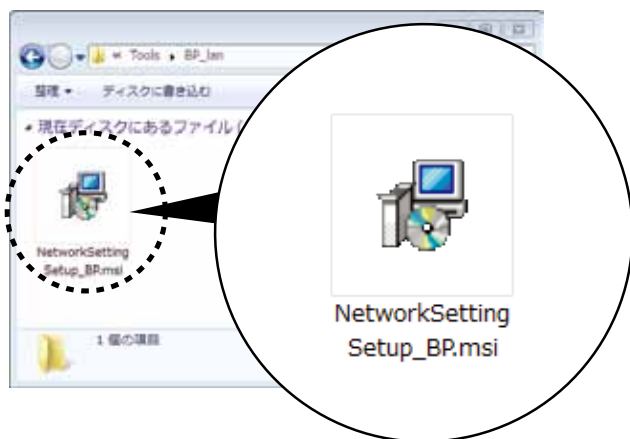 « Tools ▸ BP_lan
整理 ▾ ディスクに書き込む
現在ディスクにあるファイル (
NetworkSetting
Setup_BP.msi
1 個の項目
NetworkSetting
Setup_BP.msi